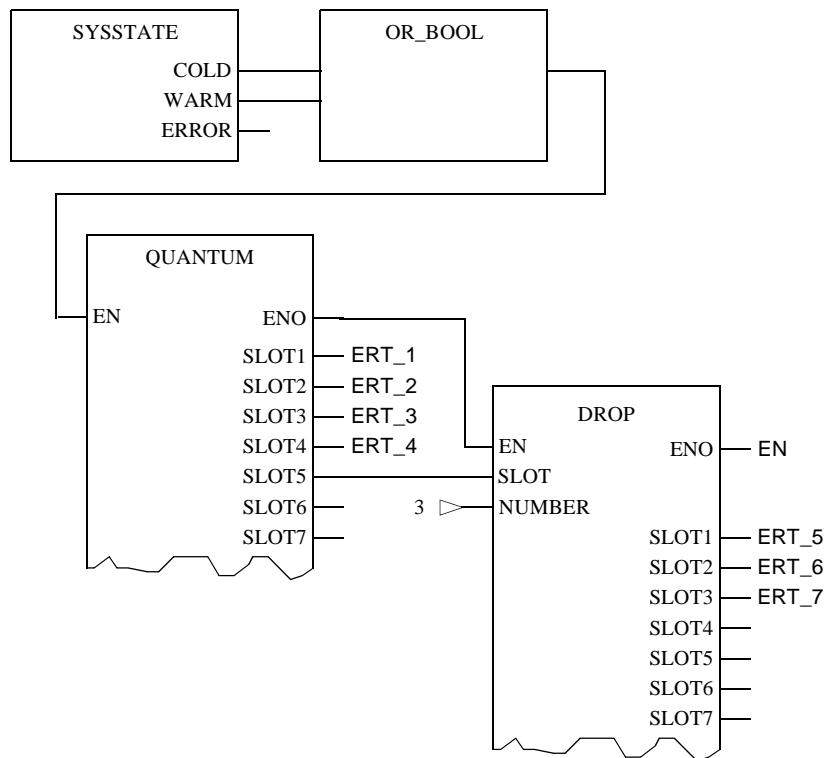 SYSSTATE
COLD
WARM
ERROR
OR_BOOL
QUANTUM
EN
ENO
SLOT1 ERT_1
SLOT2 ERT_2
SLOT3 ERT_3
SLOT4 ERT_4
SLOT5
SLOT6
SLOT7
DROP
EN
SLOT
3 NUMBER
ENO EN
SLOT1 ERT_5
SLOT2 ERT_6
SLOT3 ERT_7
SLOT4
SLOT5
SLOT6
SLOT7